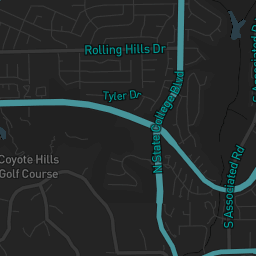 Rolling Hills Dr
Tyler Dr
N State College Blvd
S Associated Rd
Coyote Hills
Golf Course
S Associated Rd